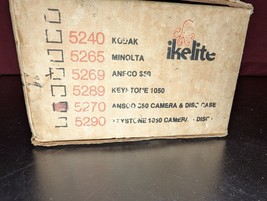 ikelite
5240 KODAK
5265 MINOLTA
5269 ANSCO 350
5289 KEYSTONE 1050
5270 ANSCO 350 CAMERA & DISC CASE
5290 KEYSTONE 1050 CAMERA & DISC